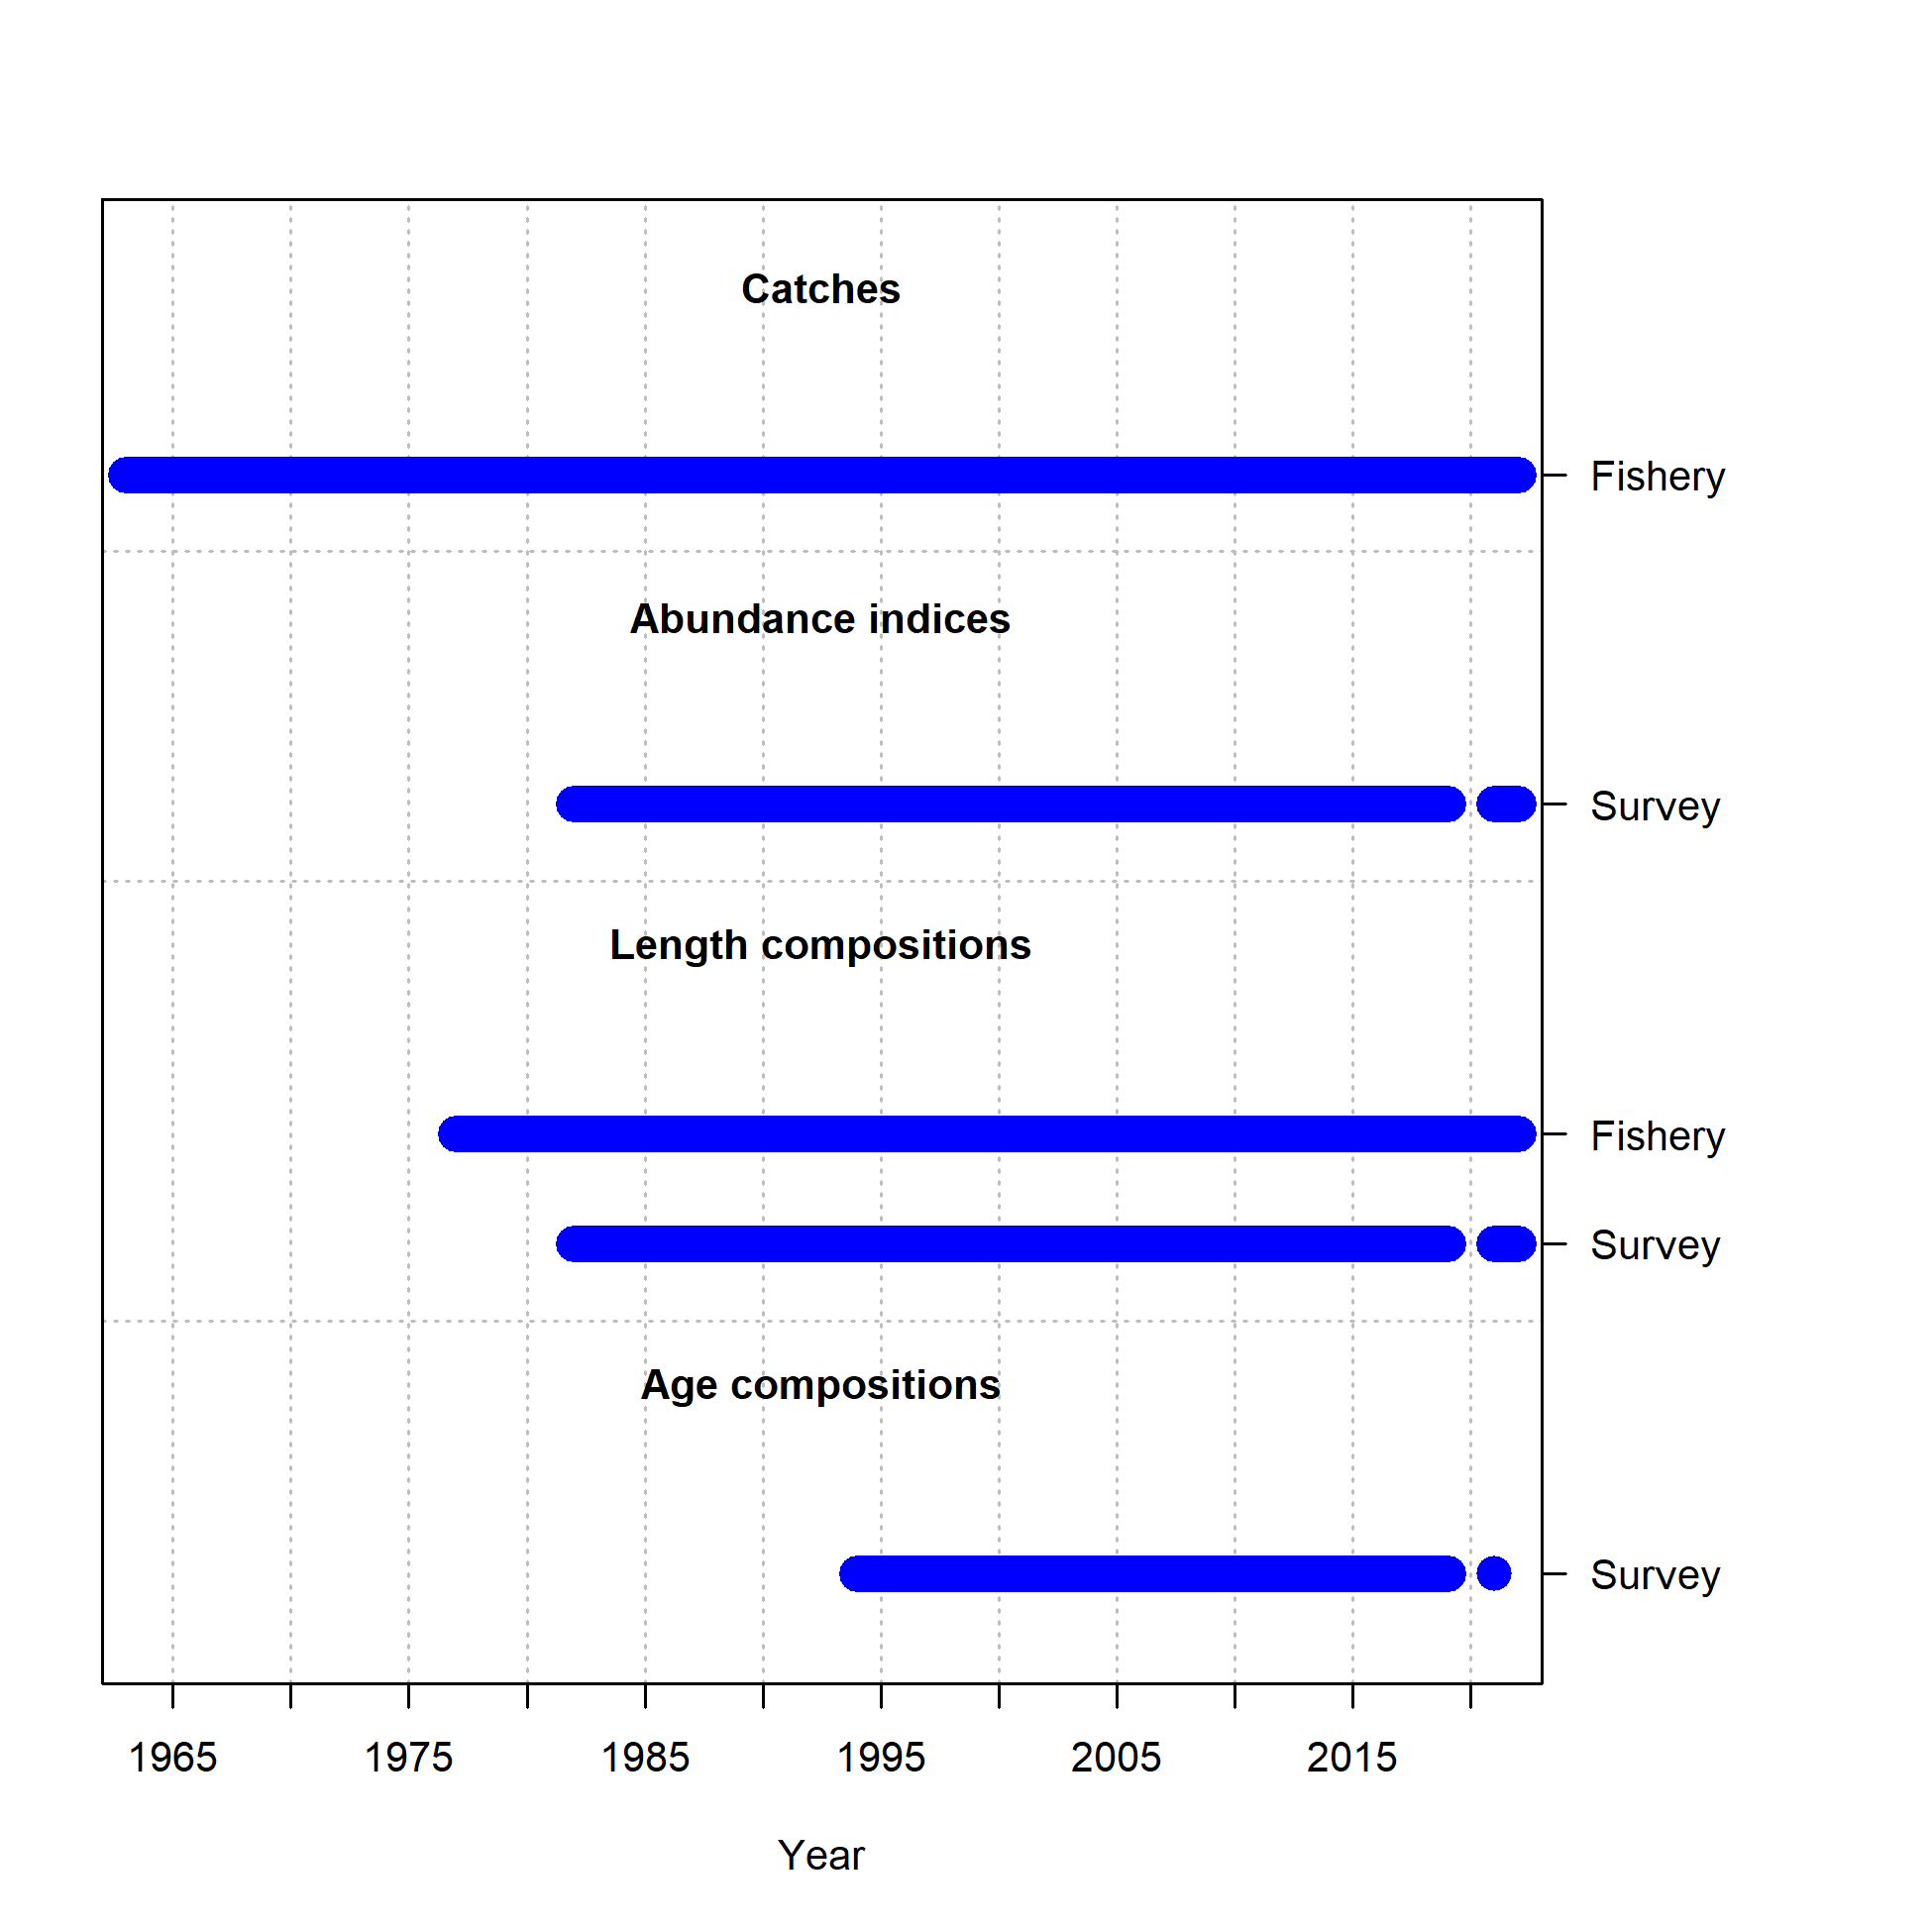 Catches
Fishery
Abundance indices
Survey
Length compositions
Fishery
Survey
Age compositions
Survey
1965 1975 1985 1995 2005 2015
Year